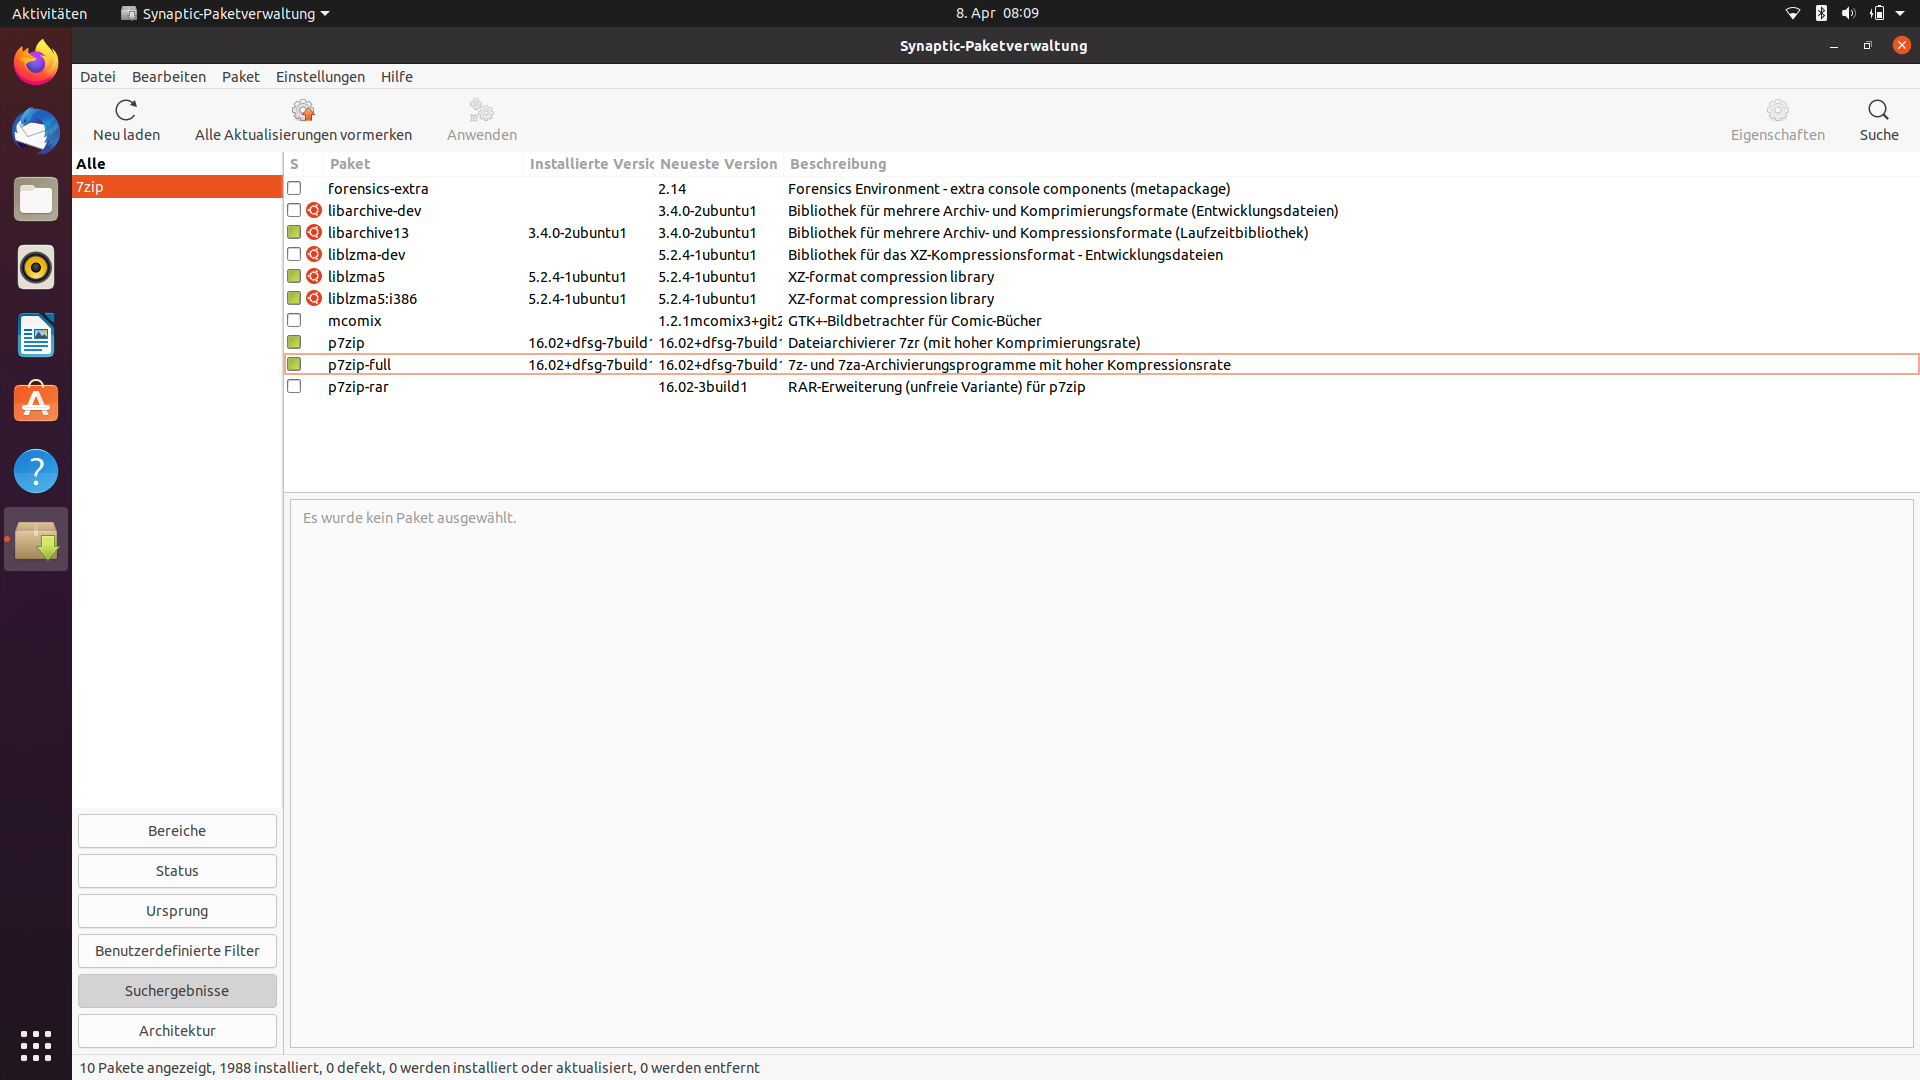 Aktivitäten Synaptic-Paketverwaltung 8. Apr 08:09
Synaptic-Paketverwaltung
Datei Bearbeiten Paket Einstellungen Hilfe
Neu laden Alle Aktualisierungen vormerken Anwenden Eigenschaften Suche
Alle
7zip
S Paket Installierte Versic Neueste Version Beschreibung
forensics-extra 2.14 Forensics Environment - extra console components (metapackage)
libarchive-dev 3.4.0-2ubuntu1 Bibliothek für mehrere Archiv- und Komprimierungsformate (Entwicklungsdateien)
libarchive13 3.4.0-2ubuntu1 3.4.0-2ubuntu1 Bibliothek für mehrere Archiv- und Kompressionsformate (Laufzeitbibliothek)
liblzma-dev 5.2.4-1ubuntu1 Bibliothek für das XZ-Kompressionsformat - Entwicklungsdateien
liblzma5 5.2.4-1ubuntu1 5.2.4-1ubuntu1 XZ-format compression library
liblzma5:i386 5.2.4-1ubuntu1 5.2.4-1ubuntu1 XZ-format compression library
mcomix 1.2.1mcomix3+git2 GTK+-Bildbetrachter für Comic-Bücher
p7zip 16.02+dfsg-7build1 16.02+dfsg-7build1 Dateiarchivierer 7zr (mit hoher Komprimierungsrate)
p7zip-full 16.02+dfsg-7build1 16.02+dfsg-7build1 7z- und 7za-Archivierungsprogramme mit hoher Kompressionsrate
p7zip-rar 16.02-3build1 RAR-Erweiterung (unfreie Variante) für p7zip
Es wurde kein Paket ausgewählt.
Bereiche
Status
Ursprung
Benutzerdefinierte Filter
Suchergebnisse
Architektur
10 Pakete angezeigt, 1988 installiert, 0 defekt, 0 werden installiert oder aktualisiert, 0 werden entfernt